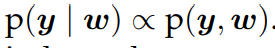 p(y | w) ∝ p(y, w).